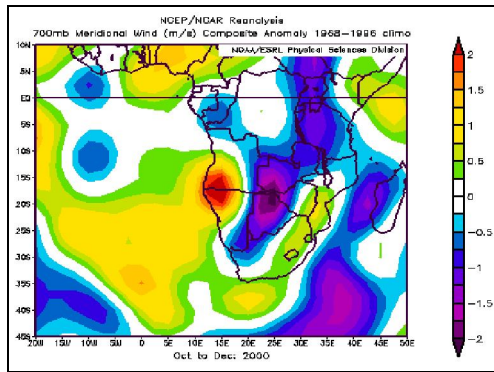 NCEP/NCAR Reanalysis
700mb Meridional Wind (m/s) Composite Anomaly 1968-1996 climo
NOAA/ESRL Physical Sciences Division
10N
5N
EQ
5S
10S
15S
20S
25S
30S
35S
40S
45S
20W 15W 10W 5W 0 5E 10E 15E 20E 25E 30E 35E 40E 45E 50E
Oct to Dec: 2000
2
1.5
1
0.5
0
-0.5
-1
-1.5
-2